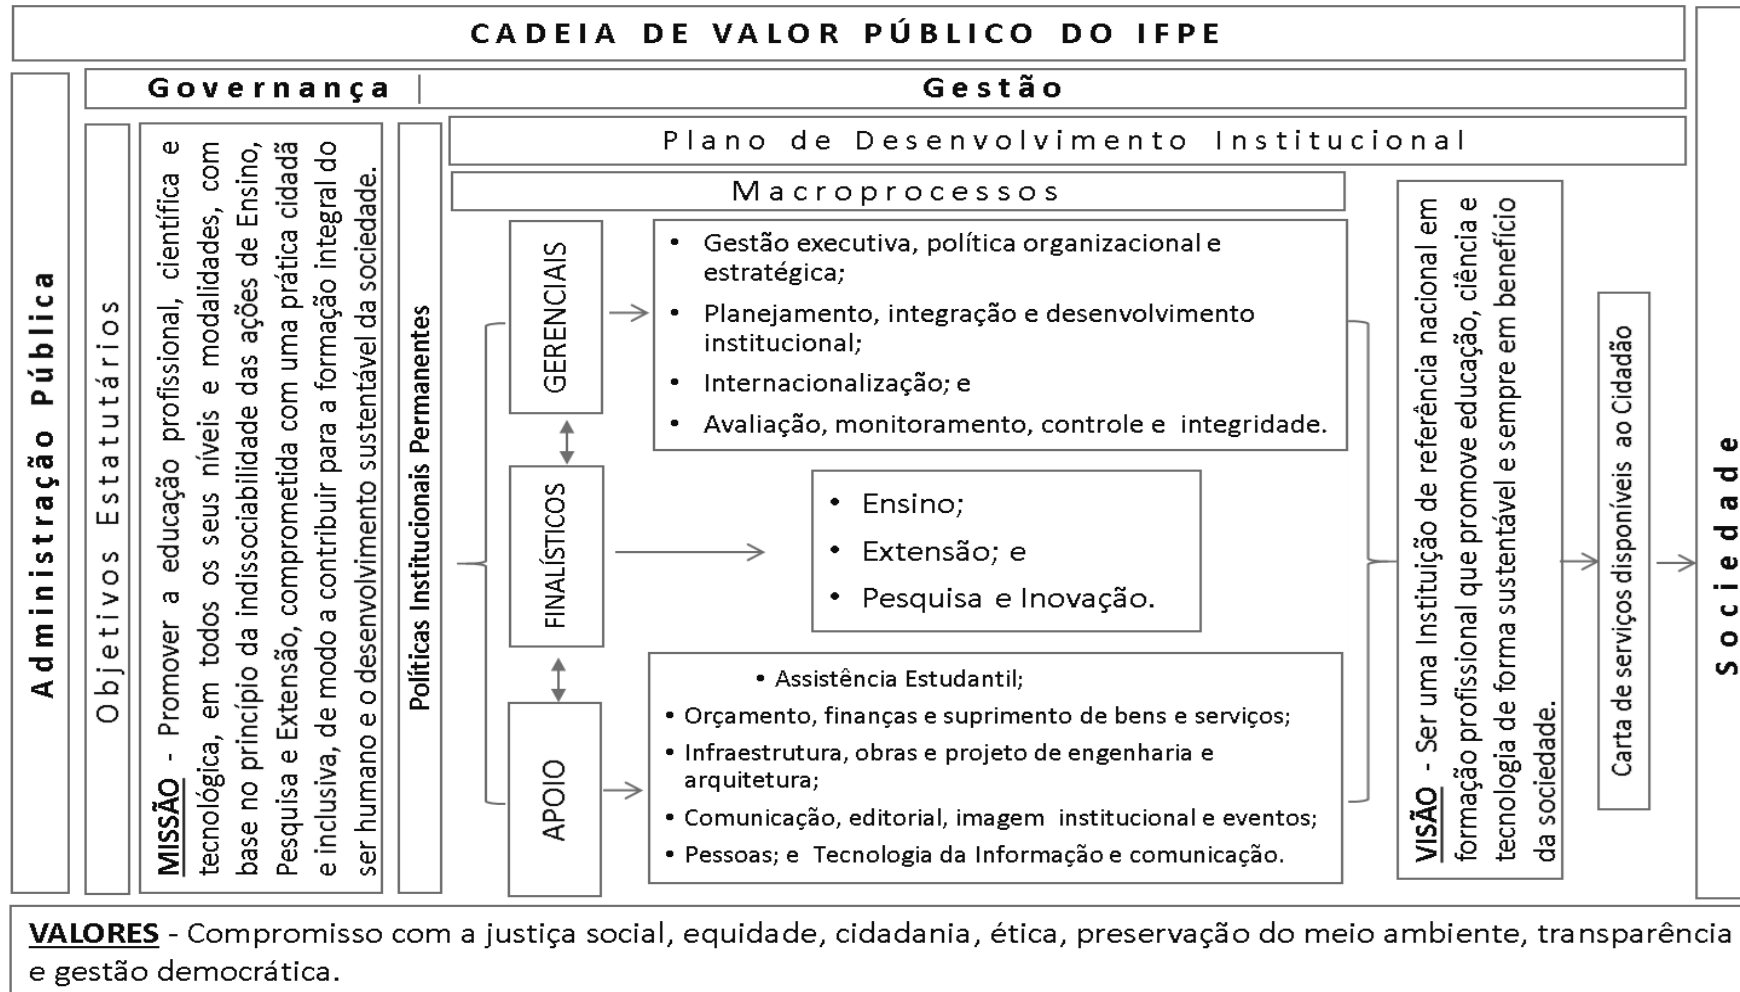 CADEIA DE VALOR PÚBLICO DO IFPE
Administração Pública
Governança
Gestão
Objetivos Estatutários
MISSÃO - Promover a educação profissional, científica e
tecnológica, em todos os seus níveis e modalidades, com
base no princípio da indissociabilidade das ações de Ensino,
Pesquisa e Extensão, comprometida com uma prática cidadã
e inclusiva, de modo a contribuir para a formação integral do
ser humano e o desenvolvimento sustentável da sociedade.
Políticas Institucionais Permanentes
Plano de Desenvolvimento Institucional
Macroprocessos
GERENCIAIS
• Gestão executiva, política organizacional e
estratégica;
• Planejamento, integração e desenvolvimento
institucional;
• Internacionalização; e
• Avaliação, monitoramento, controle e integridade.
FINALÍSTICOS
• Ensino;
• Extensão; e
• Pesquisa e Inovação.
APOIO
• Assistência Estudantil;
• Orçamento, finanças e suprimento de bens e serviços;
• Infraestrutura, obras e projeto de engenharia e
arquitetura;
• Comunicação, editorial, imagem institucional e eventos;
• Pessoas; e Tecnologia da Informação e comunicação.
VISÃO - Ser uma Instituição de referência nacional em
formação profissional que promove educação, ciência e
tecnologia de forma sustentável e sempre em benefício
da sociedade.
Carta de serviços disponíveis ao Cidadão
Sociedade
VALORES - Compromisso com a justiça social, equidade, cidadania, ética, preservação do meio ambiente, transparência
e gestão democrática.